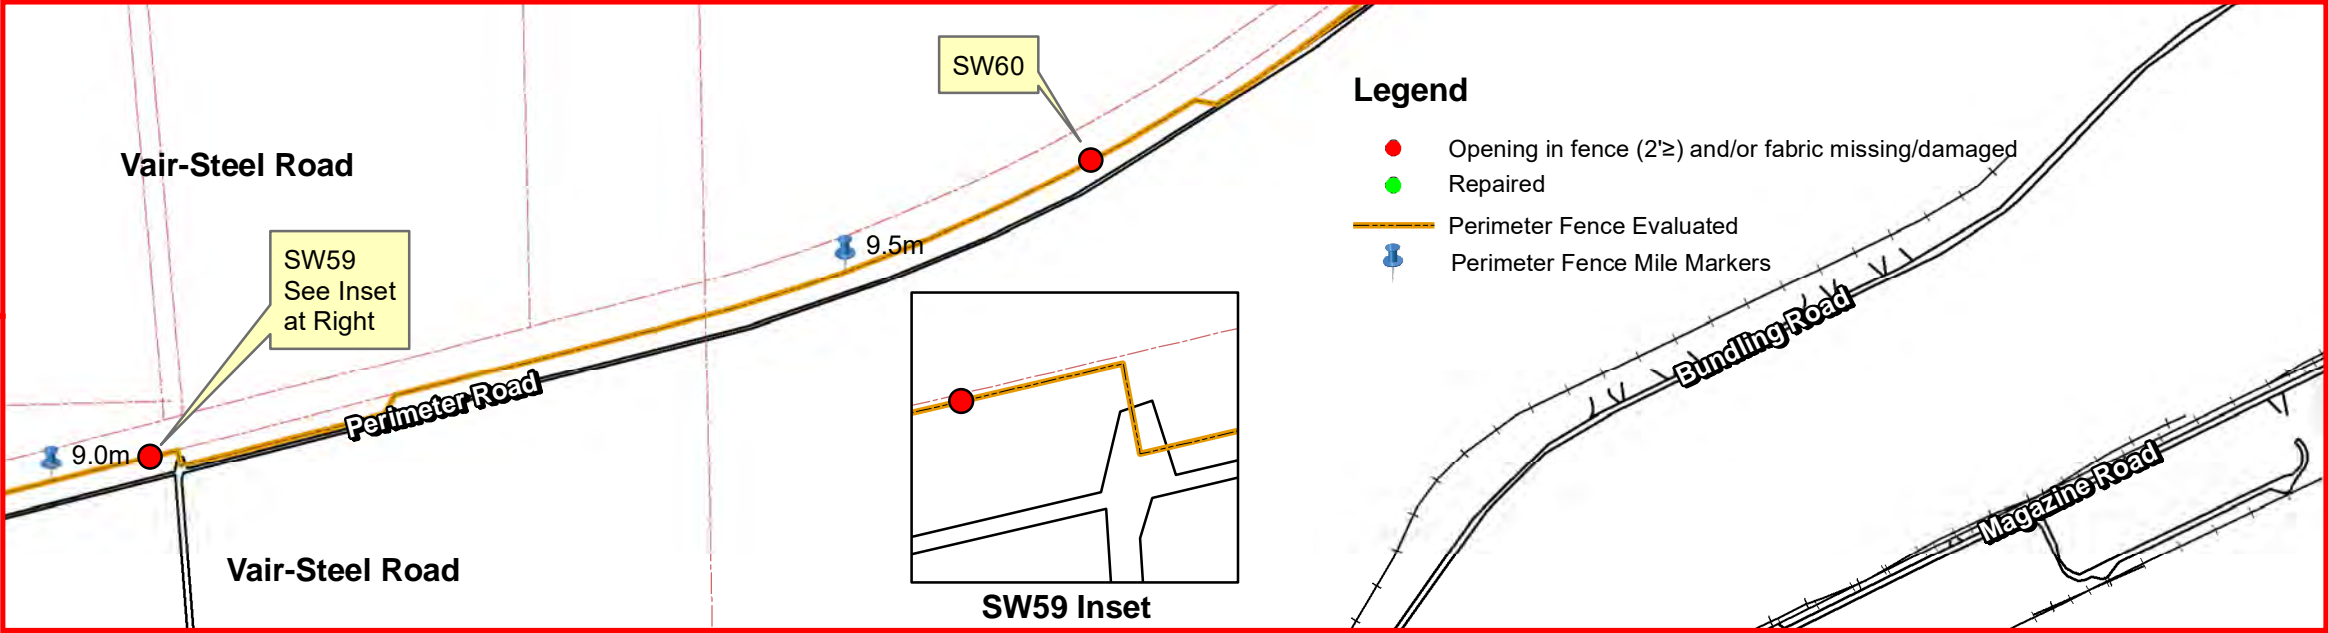 SW60
Legend
Opening in fence (2'≥) and/or fabric missing/damaged
Repaired
Perimeter Fence Evaluated
Perimeter Fence Mile Markers
Vair-Steel Road
SW59
See Inset
at Right
9.5m
Perimeter Road
9.0m
Vair-Steel Road
SW59 Inset
Bundling Road
Magazine Road